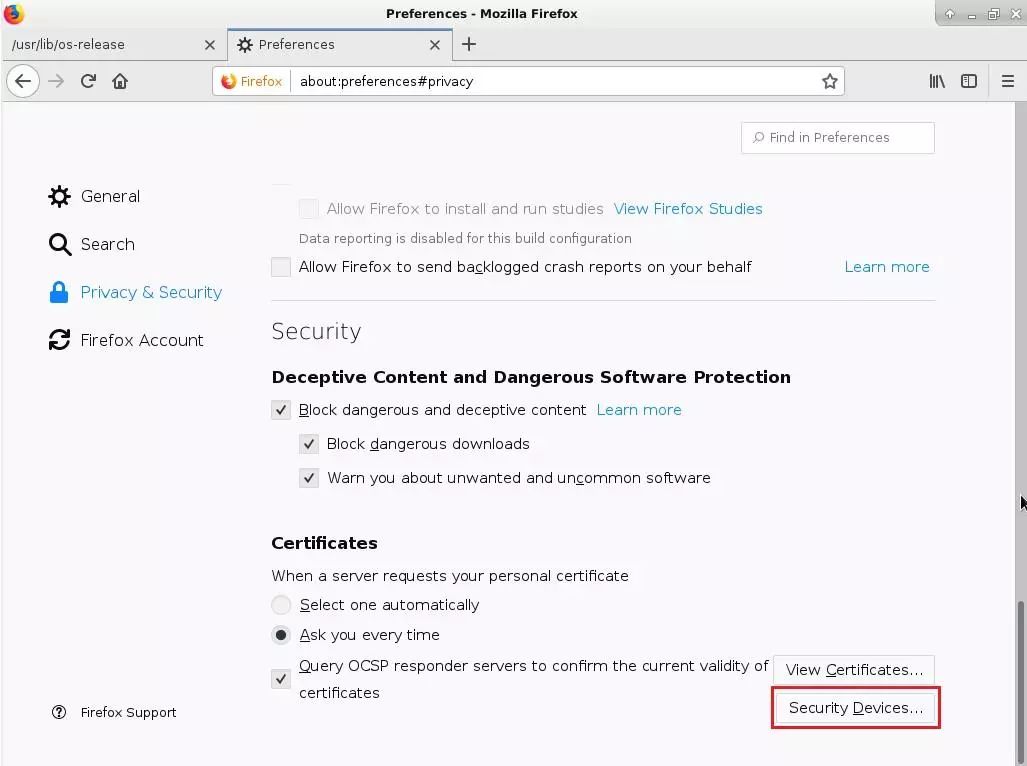 Preferences - Mozilla Firefox
/usr/lib/os-release
Preferences
Firefox
about:preferences#privacy
Find in Preferences
General
Search
Privacy & Security
Firefox Account
Allow Firefox to install and run studies View Firefox Studies
Data reporting is disabled for this build configuration
Allow Firefox to send backlogged crash reports on your behalf Learn more
Security
Deceptive Content and Dangerous Software Protection
Block dangerous and deceptive content Learn more
Block dangerous downloads
Warn you about unwanted and uncommon software
Certificates
When a server requests your personal certificate
Select one automatically
Ask you every time
Query OCSP responder servers to confirm the current validity of
certificates
View Certificates...
Security Devices...
Firefox Support